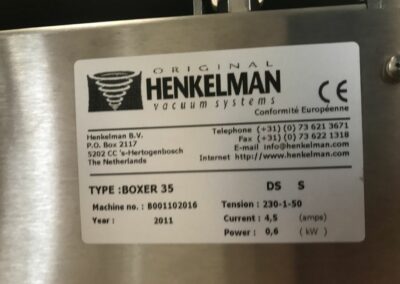 ORIGINAL
HENKELMAN
vacuum systems
CE
Conformité Européenne
Henkelman B.V.
P.O. Box 2117
5202 CC 's-Hertogenbosch
The Netherlands
Telephone (+31) (0) 73 621 3671
Fax (+31) (0) 73 622 1318
E-mail info@henkelman.com
Internet http://www.henkelman.com
TYPE :BOXER 35 DS S
Machine no. : B001102016 Tension : 230-1-50
Year : 2011 Current : 4,5 (amps)
Power : 0,6 ( kW )